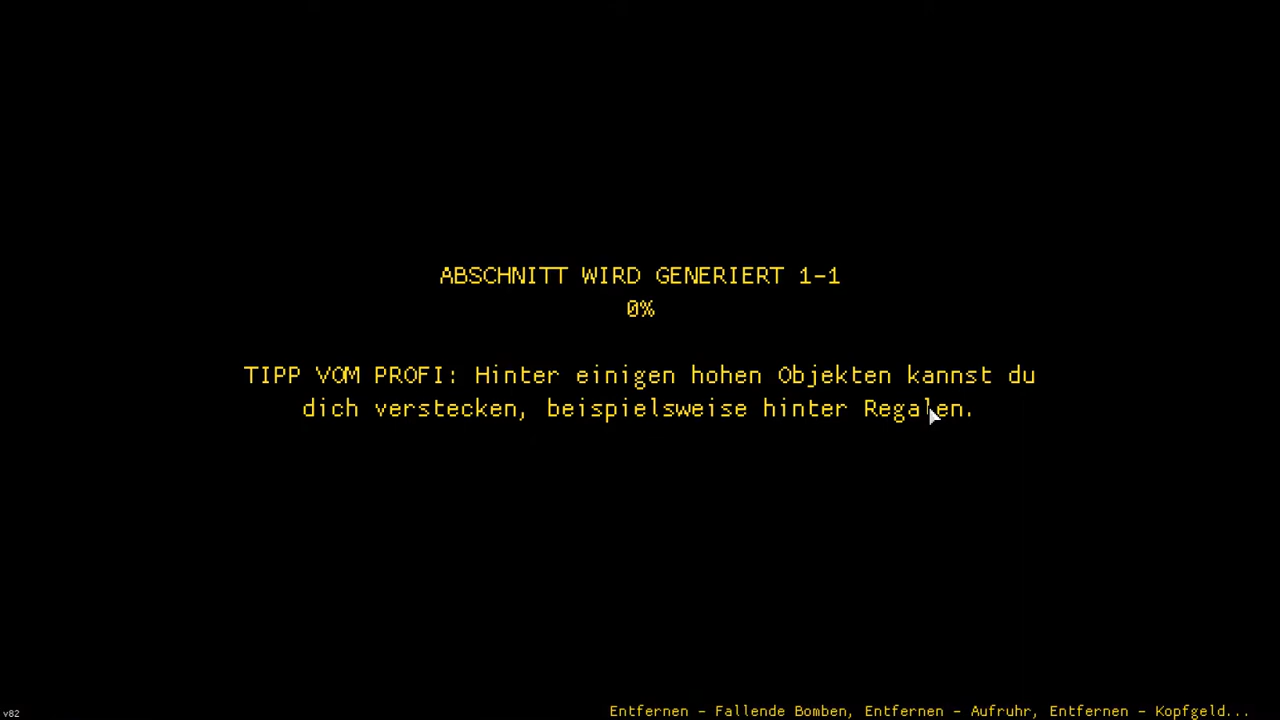 ABSCHNITT WIRD GENERIERT 1-1
0%
TIPP VOM PROFI: Hinter einigen hohen Objekten kannst du
dich verstecken, beispielsweise hinter Regalen.
v82
Entfernen - Fallende Bomben, Entfernen - Aufruhr, Entfernen - Kopfgeld...